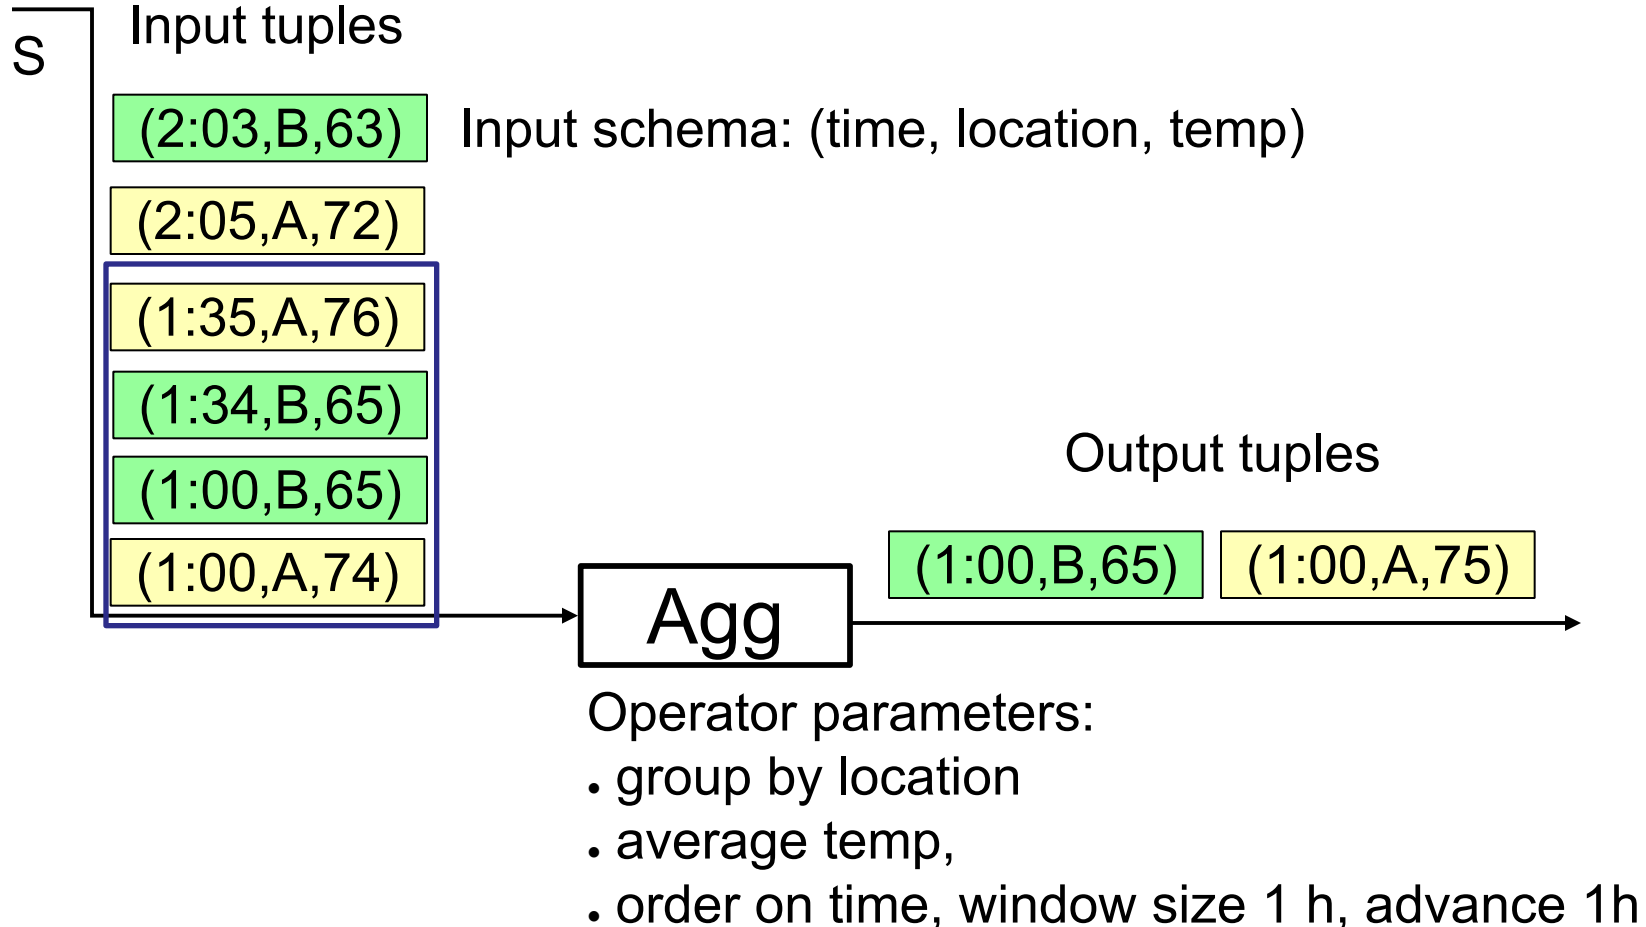 S
Input tuples
(2:03,B,63)
Input schema: (time, location, temp)
(2:05,A,72)
(1:35,A,76)
(1:34,B,65)
(1:00,B,65)
(1:00,A,74)
Agg
Output tuples
(1:00,B,65)
(1:00,A,75)
Operator parameters:
• group by location
• average temp,
• order on time, window size 1 h, advance 1h